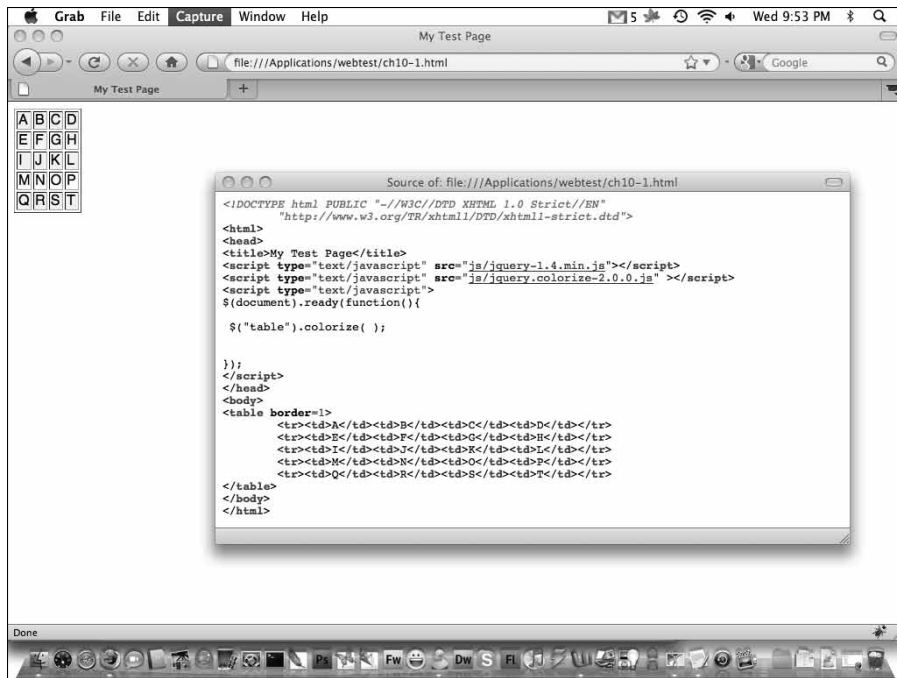 Grab File Edit Capture Window Help 5 Wed 9:53 PM
My Test Page
file:///Applications/webtest/ch10-1.html Google
My Test Page +
A B C D
E F G H
I J K L
M N O P
Q R S T
Source of: file:///Applications/webtest/ch10-1.html
<!DOCTYPE html PUBLIC "-//W3C//DTD XHTML 1.0 Strict//EN"
"http://www.w3.org/TR/xhtml1/DTD/xhtml1-strict.dtd">
<html>
<head>
<title>My Test Page</title>
<script type="text/javascript" src="js/jquery-1.4.min.js"></script>
<script type="text/javascript" src="js/jquery.colorize-2.0.0.js" ></script>
<script type="text/javascript">
$(document).ready(function(){
$("table").colorize( );
});
</script>
</head>
<body>
<table border=1>
<tr><td>A</td><td>B</td><td>C</td><td>D</td></tr>
<tr><td>E</td><td>F</td><td>G</td><td>H</td></tr>
<tr><td>I</td><td>J</td><td>K</td><td>L</td></tr>
<tr><td>M</td><td>N</td><td>O</td><td>P</td></tr>
<tr><td>Q</td><td>R</td><td>S</td><td>T</td></tr>
</table>
</body>
</html>
Done
Ps Fw Dw S Fl